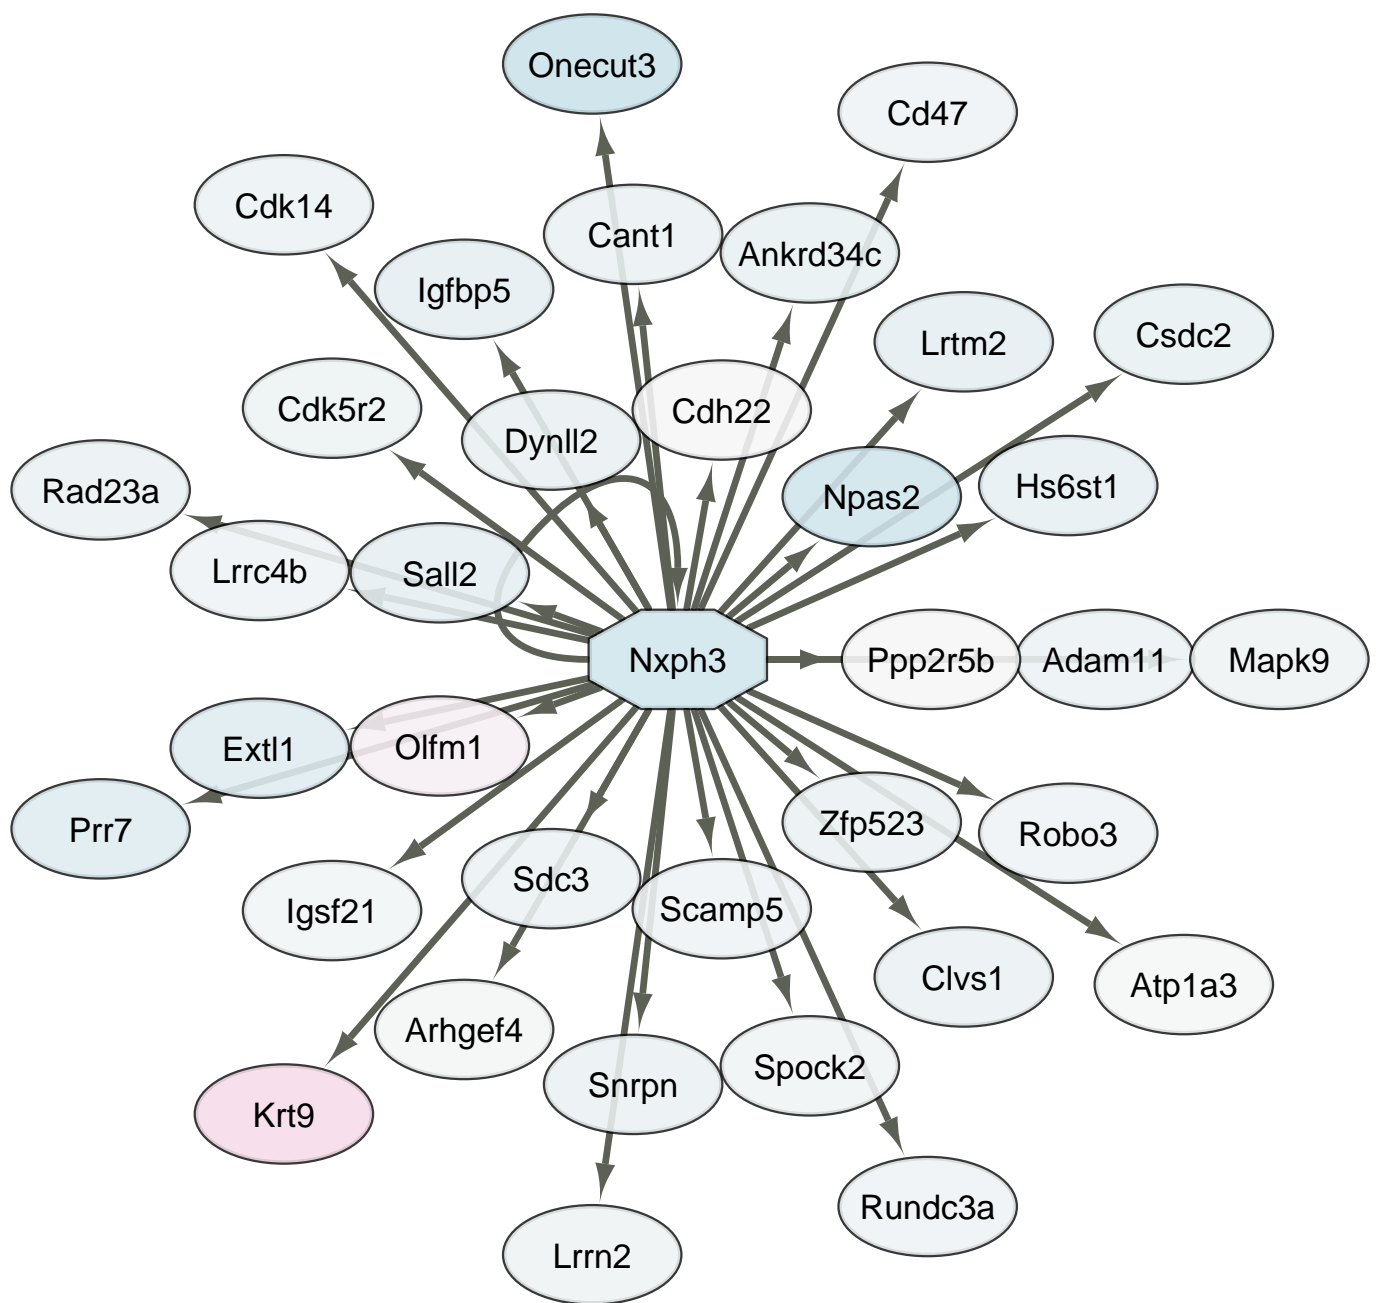 Onecut3
Cd47
Cdk14
Cant1
Ankrd34c
Igfbp5
Lrtm2
Csdc2
Cdk5r2
Cdh22
Dynll2
Rad23a
Npas2
Hs6st1
Lrrc4b
Sall2
Nxph3
Ppp2r5b
Adam11
Mapk9
Extl1
Olfm1
Prr7
Zfp523
Robo3
Sdc3
Igsf21
Scamp5
Clvs1
Atp1a3
Arhgef4
Spock2
Snrpn
Krt9
Rundc3a
Lrrn2